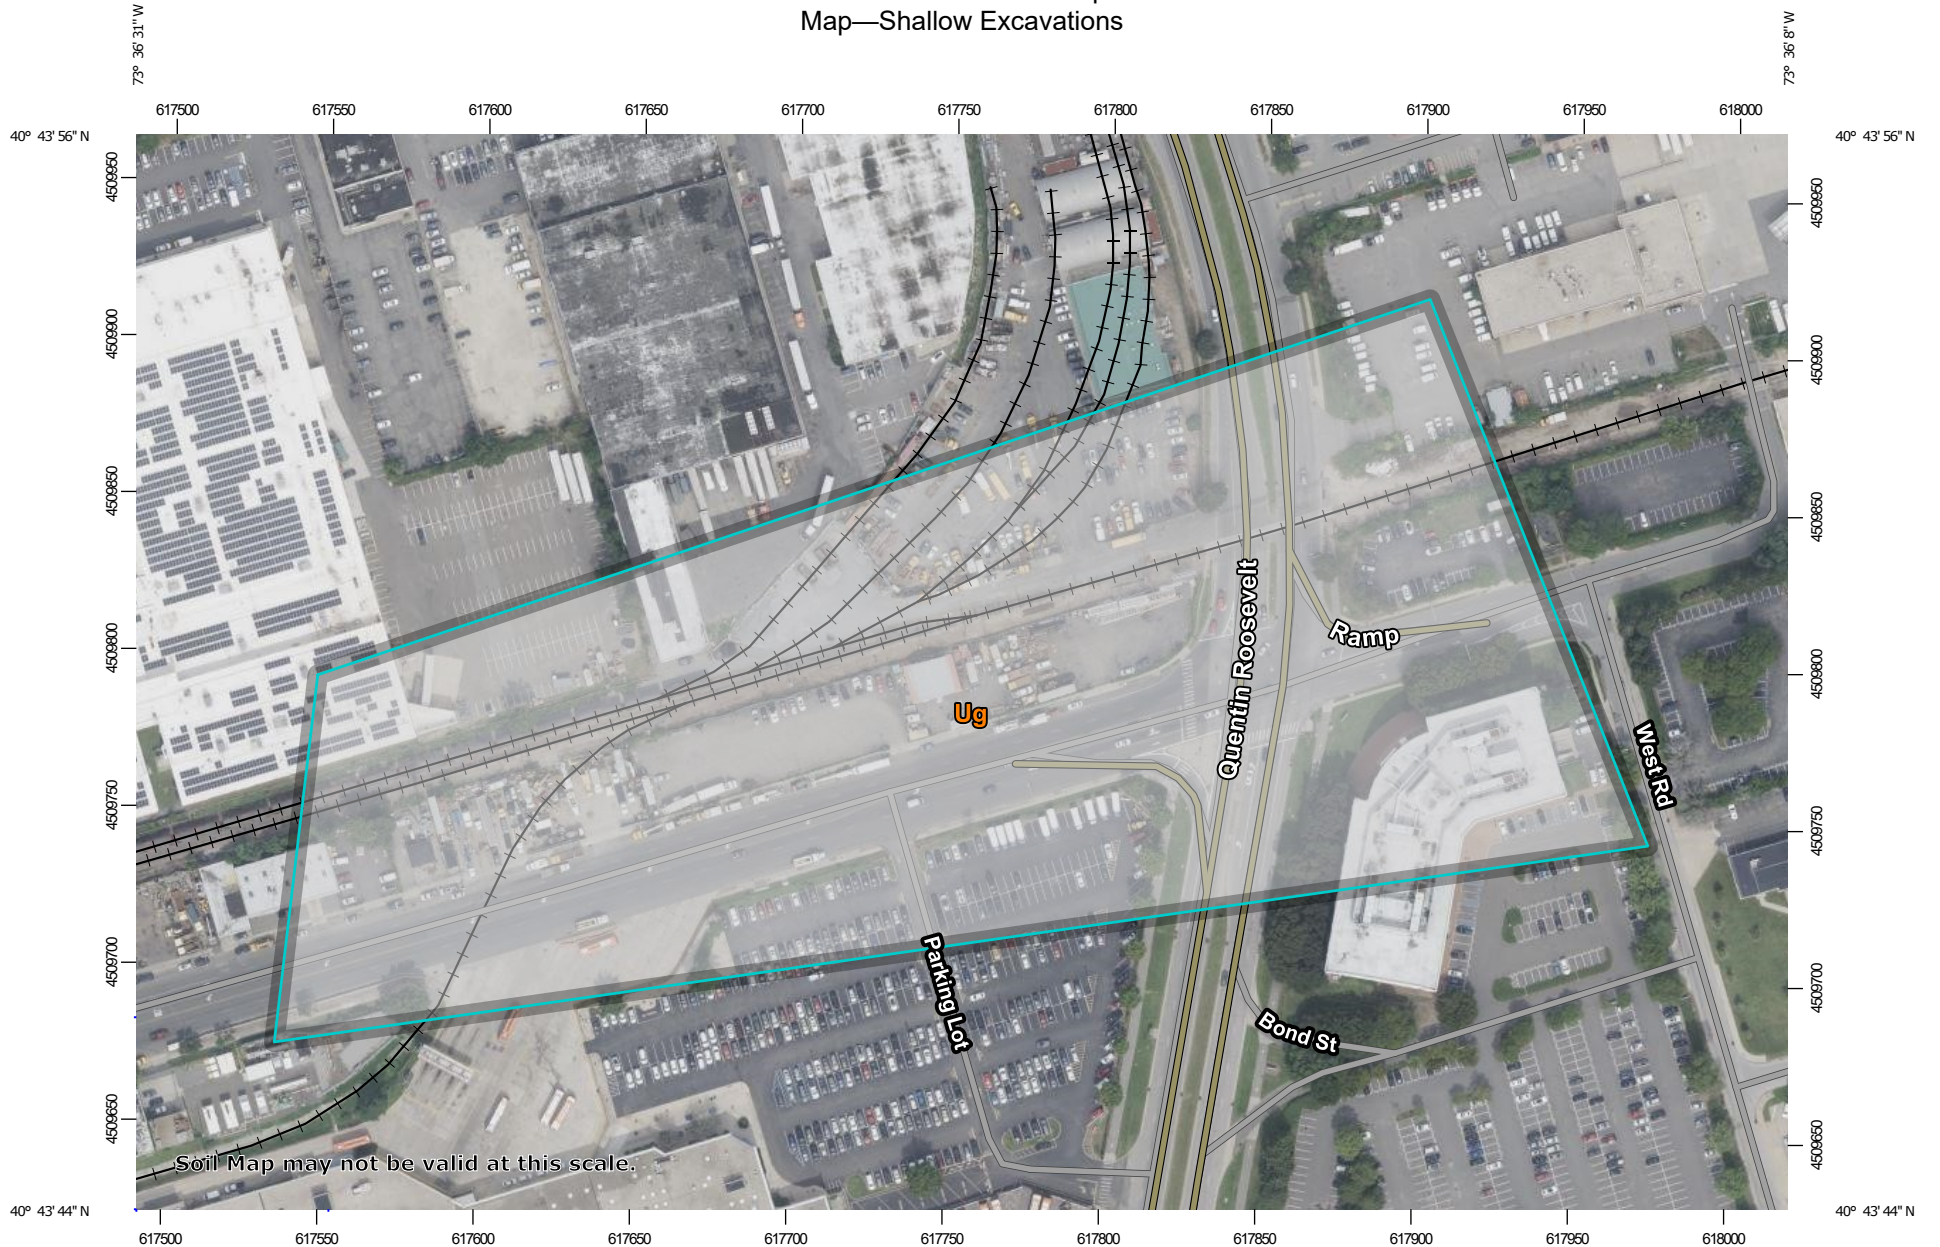 Map—Shallow Excavations
73° 36' 31" W
73° 36' 8" W
617500 617550 617600 617650 617700 617750 617800 617850 617900 617950 618000
40° 43' 56" N
40° 43' 56" N
4509950
4509900
4509850
4509800
4509750
4509700
4509650
4509950
4509900
4509850
4509800
4509750
4509700
4509650
Quentin Roosevelt
Ramp
Ug
West Rd
Parking Lot
Bond St
Soil Map may not be valid at this scale.
40° 43' 44" N
40° 43' 44" N
617500 617550 617600 617650 617700 617750 617800 617850 617900 617950 618000